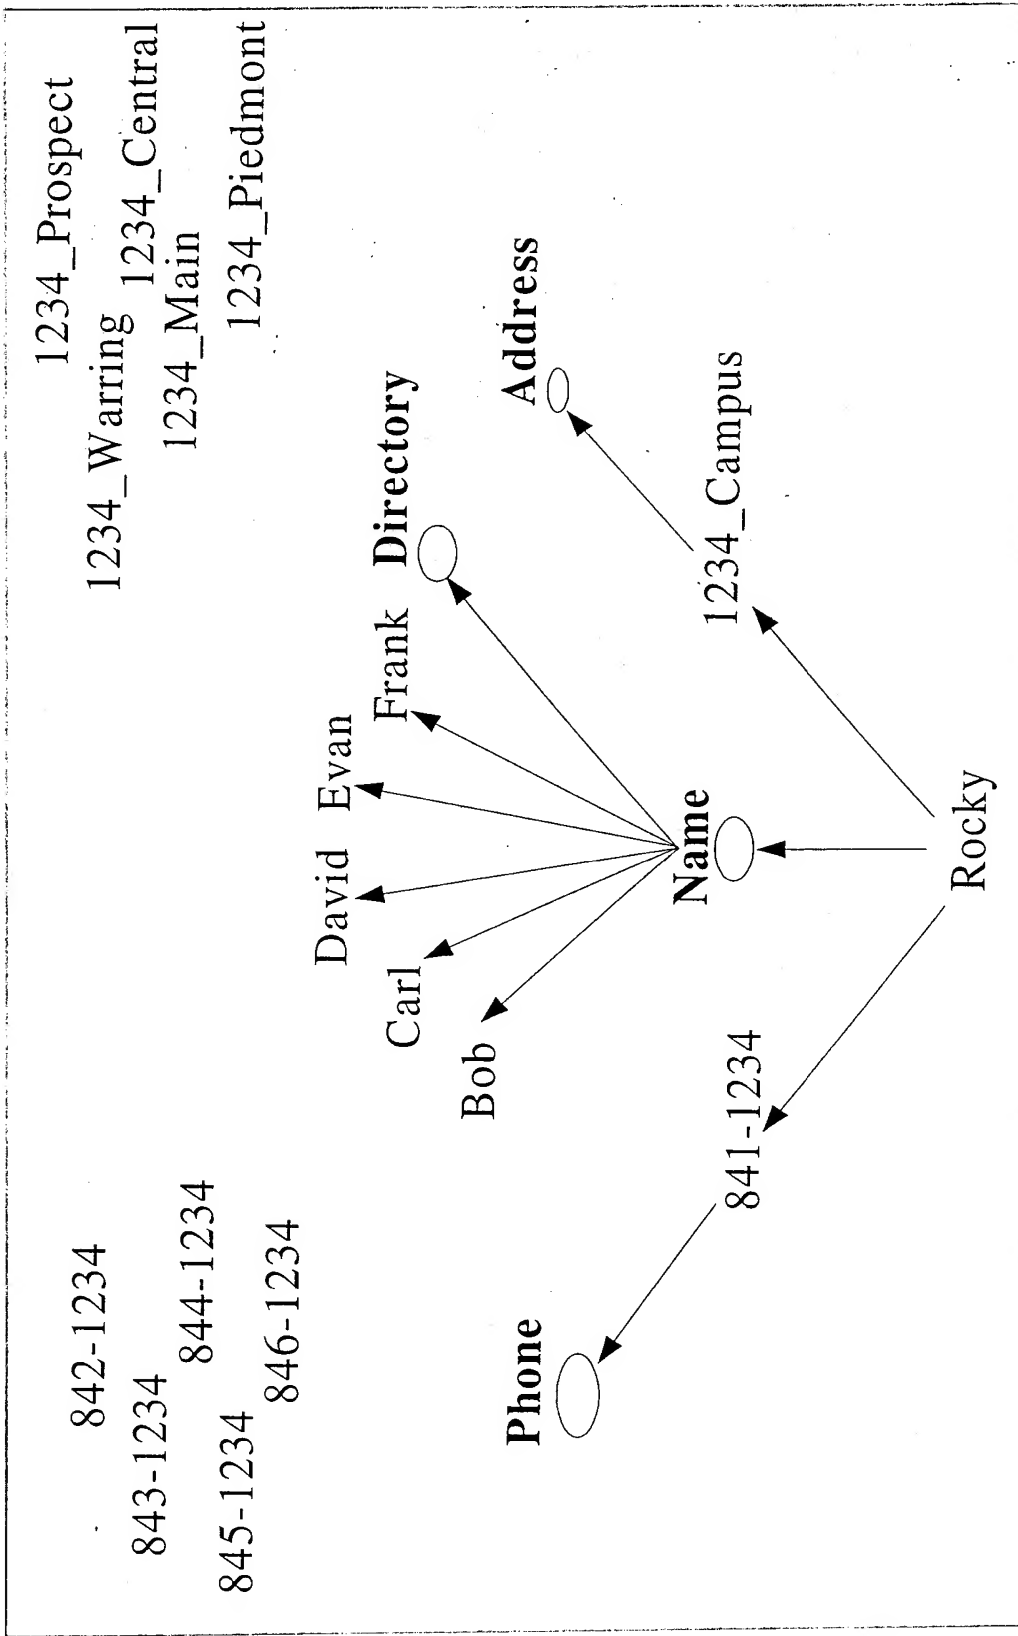 842-1234
843-1234
844-1234
845-1234
846-1234
1234_Prospect
1234_Warring
1234_Central
1234_Main
1234_Piedmont
David
Evan
Carl
Frank
Directory
Bob
Phone
Address
Name
841-1234
1234_Campus
Rocky